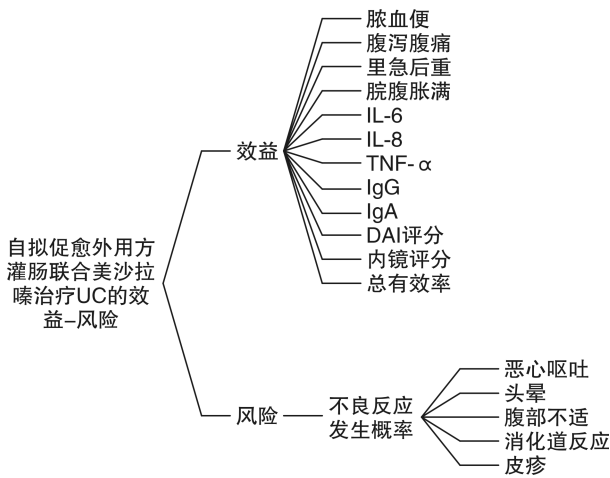 自拟促愈外用方
灌肠联合美沙拉
嗪治疗UC的效
益–风险
效益
脓血便
腹泻腹痛
里急后重
脘腹胀满
IL-6
IL-8
TNF-α
IgG
IgA
DAI评分
内镜评分
总有效率
风险
不良反应
发生概率
恶心呕吐
头晕
腹部不适
消化道反应
皮疹